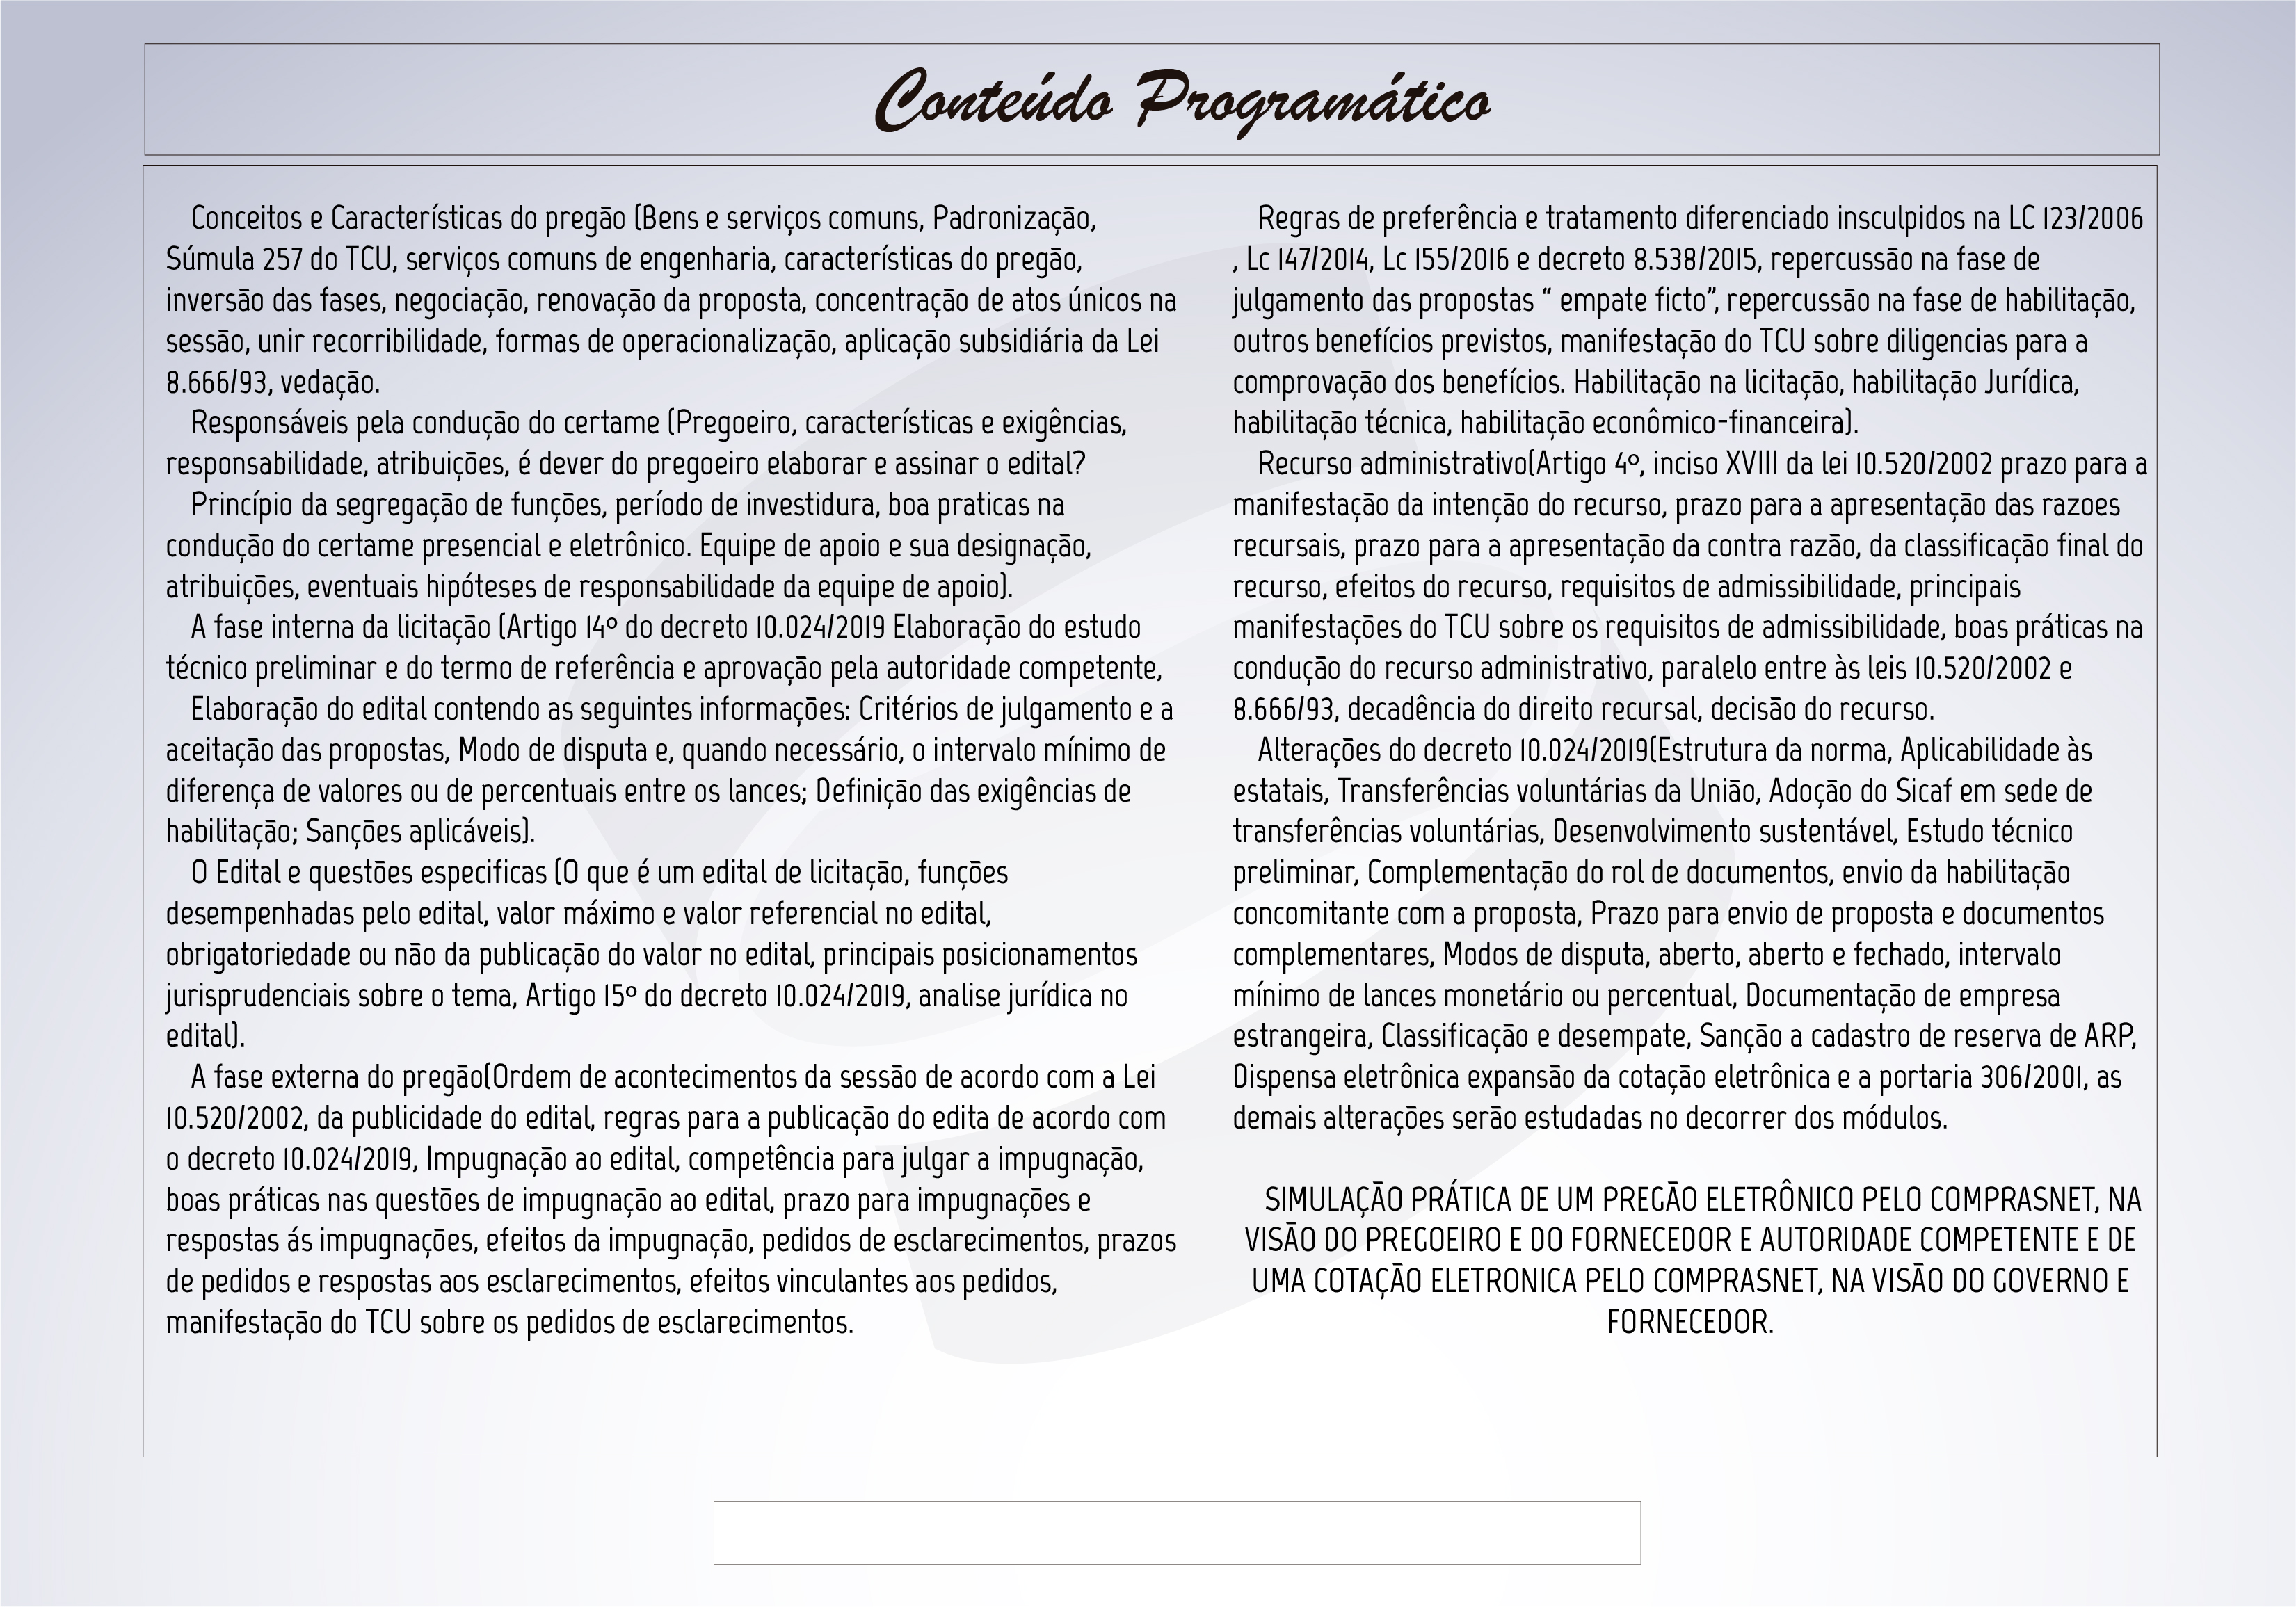 Conteúdo Programático
Conceitos e Características do pregão (Bens e serviços comuns, Padronização,
Súmula 257 do TCU, serviços comuns de engenharia, características do pregão,
inversão das fases, negociação, renovação da proposta, concentração de atos únicos na
sessão, unir recorribilidade, formas de operacionalização, aplicação subsidiária da Lei
8.666/93, vedação.
Responsáveis pela condução do certame (Pregoeiro, características e exigências,
responsabilidade, atribuições, é dever do pregoeiro elaborar e assinar o edital?
Princípio da segregação de funções, período de investidura, boa praticas na
condução do certame presencial e eletrônico. Equipe de apoio e sua designação,
atribuições, eventuais hipóteses de responsabilidade da equipe de apoio).
A fase interna da licitação (Artigo 14º do decreto 10.024/2019 Elaboração do estudo
técnico preliminar e do termo de referência e aprovação pela autoridade competente,
Elaboração do edital contendo as seguintes informações: Critérios de julgamento e a
aceitação das propostas, Modo de disputa e, quando necessário, o intervalo mínimo de
diferença de valores ou de percentuais entre os lances; Definição das exigências de
habilitação; Sanções aplicáveis).
O Edital e questões especificas (O que é um edital de licitação, funções
desempenhadas pelo edital, valor máximo e valor referencial no edital,
obrigatoriedade ou não da publicação do valor no edital, principais posicionamentos
jurisprudenciais sobre o tema, Artigo 15º do decreto 10.024/2019, analise jurídica no
edital).
A fase externa do pregão(Ordem de acontecimentos da sessão de acordo com a Lei
10.520/2002, da publicidade do edital, regras para a publicação do edita de acordo com
o decreto 10.024/2019, Impugnação ao edital, competência para julgar a impugnação,
boas práticas nas questões de impugnação ao edital, prazo para impugnações e
respostas ás impugnações, efeitos da impugnação, pedidos de esclarecimentos, prazos
de pedidos e respostas aos esclarecimentos, efeitos vinculantes aos pedidos,
manifestação do TCU sobre os pedidos de esclarecimentos.
Regras de preferência e tratamento diferenciado insculpidos na LC 123/2006
, Lc 147/2014, Lc 155/2016 e decreto 8.538/2015, repercussão na fase de
julgamento das propostas “ empate ficto”, repercussão na fase de habilitação,
outros benefícios previstos, manifestação do TCU sobre diligencias para a
comprovação dos benefícios. Habilitação na licitação, habilitação Jurídica,
habilitação técnica, habilitação econômico-financeira).
Recurso administrativo(Artigo 4º, inciso XVIII da lei 10.520/2002 prazo para a
manifestação da intenção do recurso, prazo para a apresentação das razoes
recursais, prazo para a apresentação da contra razão, da classificação final do
recurso, efeitos do recurso, requisitos de admissibilidade, principais
manifestações do TCU sobre os requisitos de admissibilidade, boas práticas na
condução do recurso administrativo, paralelo entre às leis 10.520/2002 e
8.666/93, decadência do direito recursal, decisão do recurso.
Alterações do decreto 10.024/2019(Estrutura da norma, Aplicabilidade às
estatais, Transferências voluntárias da União, Adoção do Sicaf em sede de
transferências voluntárias, Desenvolvimento sustentável, Estudo técnico
preliminar, Complementação do rol de documentos, envio da habilitação
concomitante com a proposta, Prazo para envio de proposta e documentos
complementares, Modos de disputa, aberto, aberto e fechado, intervalo
mínimo de lances monetário ou percentual, Documentação de empresa
estrangeira, Classificação e desempate, Sanção a cadastro de reserva de ARP,
Dispensa eletrônica expansão da cotação eletrônica e a portaria 306/2001, as
demais alterações serão estudadas no decorrer dos módulos.
SIMULAÇÃO PRÁTICA DE UM PREGÃO ELETRÔNICO PELO COMPRASNET, NA
VISÃO DO PREGOEIRO E DO FORNECEDOR E AUTORIDADE COMPETENTE E DE
UMA COTAÇÃO ELETRONICA PELO COMPRASNET, NA VISÃO DO GOVERNO E
FORNECEDOR.